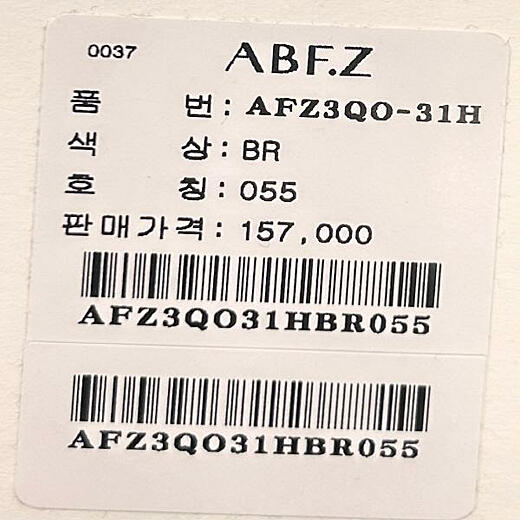 0037 ABF.Z
품 번 : AFZ3QO-31H
색 상 : BR
호 칭 : 055
판매가격 : 157,000
AFZ3QO31HBR055
AFZ3QO31HBR055